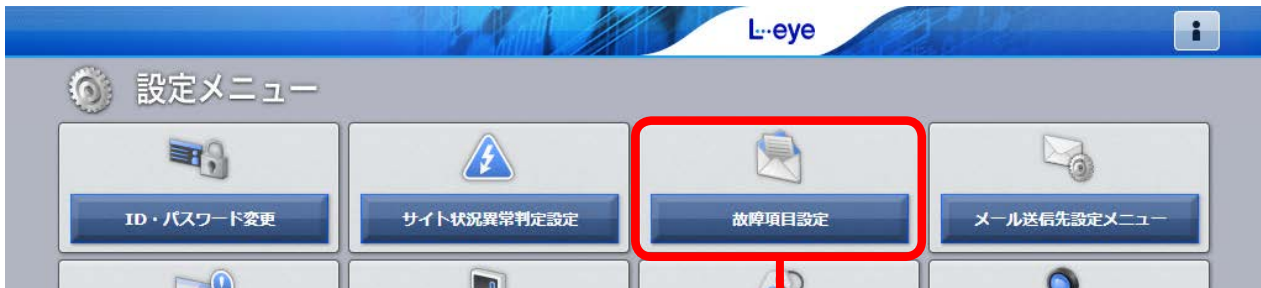 L・・eye
設定メニュー
ID・パスワード変更
サイト状況異常判定設定
故障項目設定
メール送信先設定メニュー